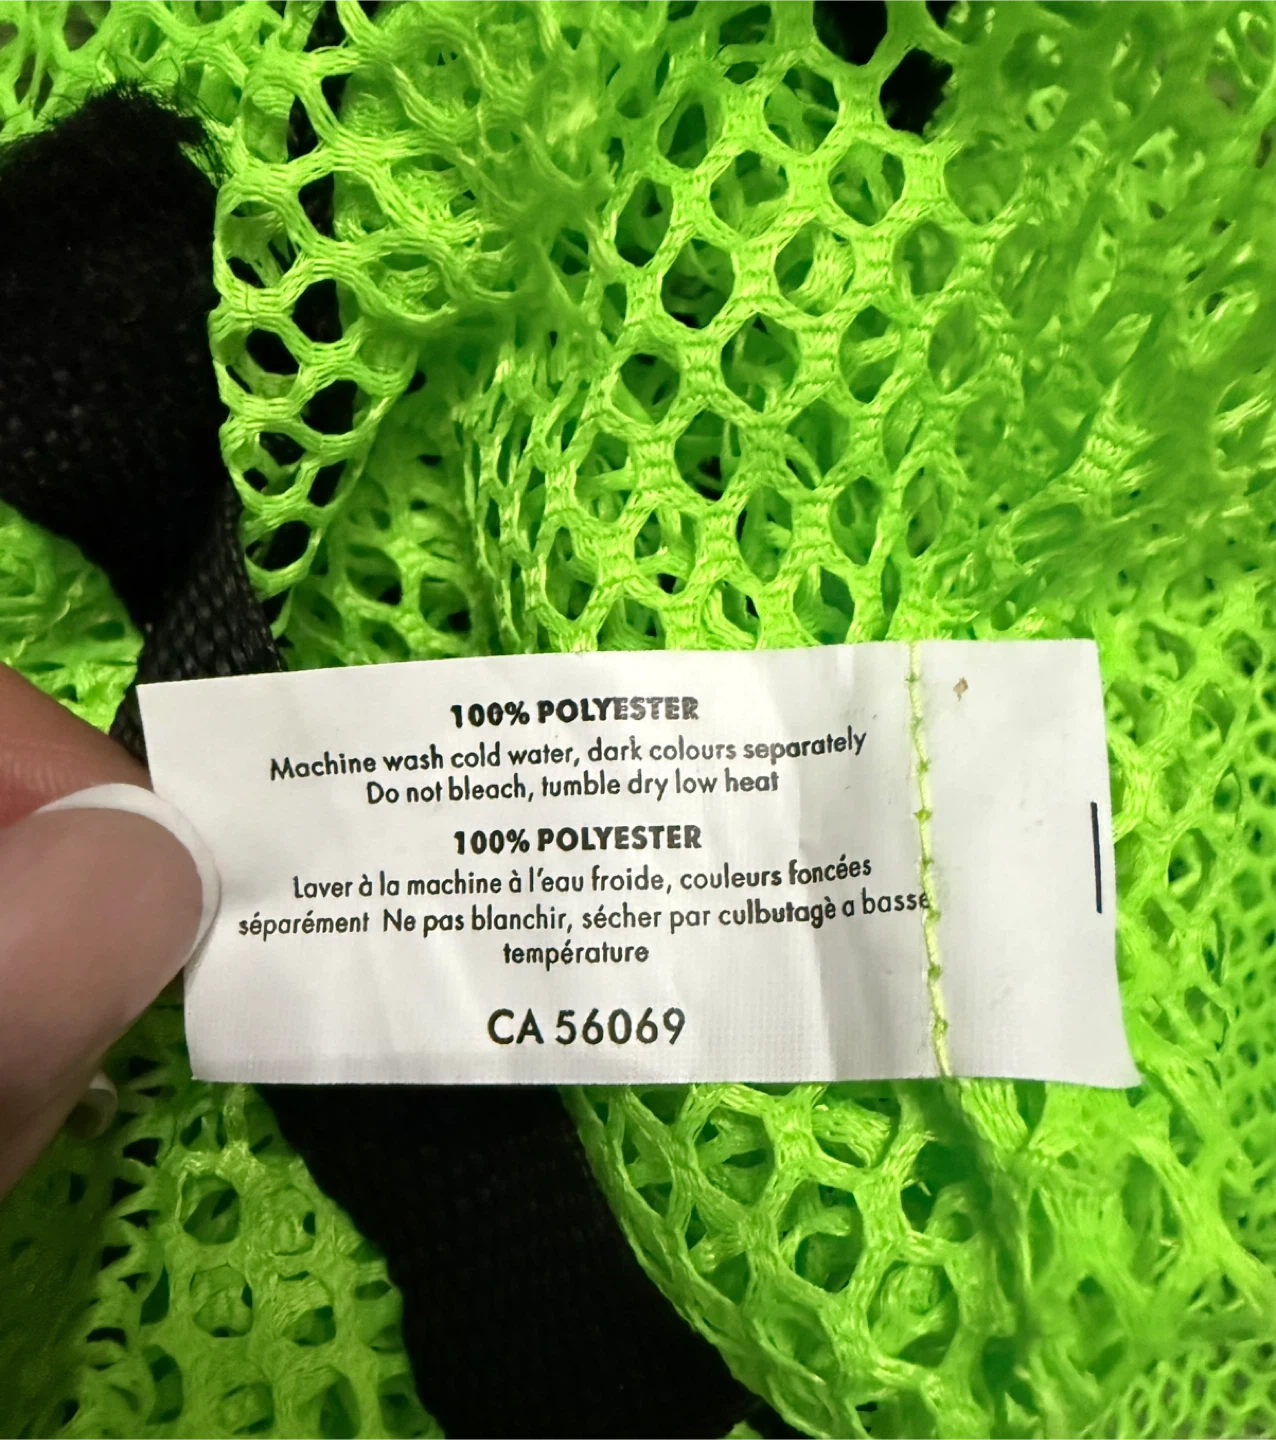 100% POLYESTER
Machine wash cold water, dark colours separately
Do not bleach, tumble dry low heat
100% POLYESTER
Laver à la machine à l'eau froide, couleurs foncées
séparément Ne pas blanchir, sécher par culbutagè a basse
température
CA 56069